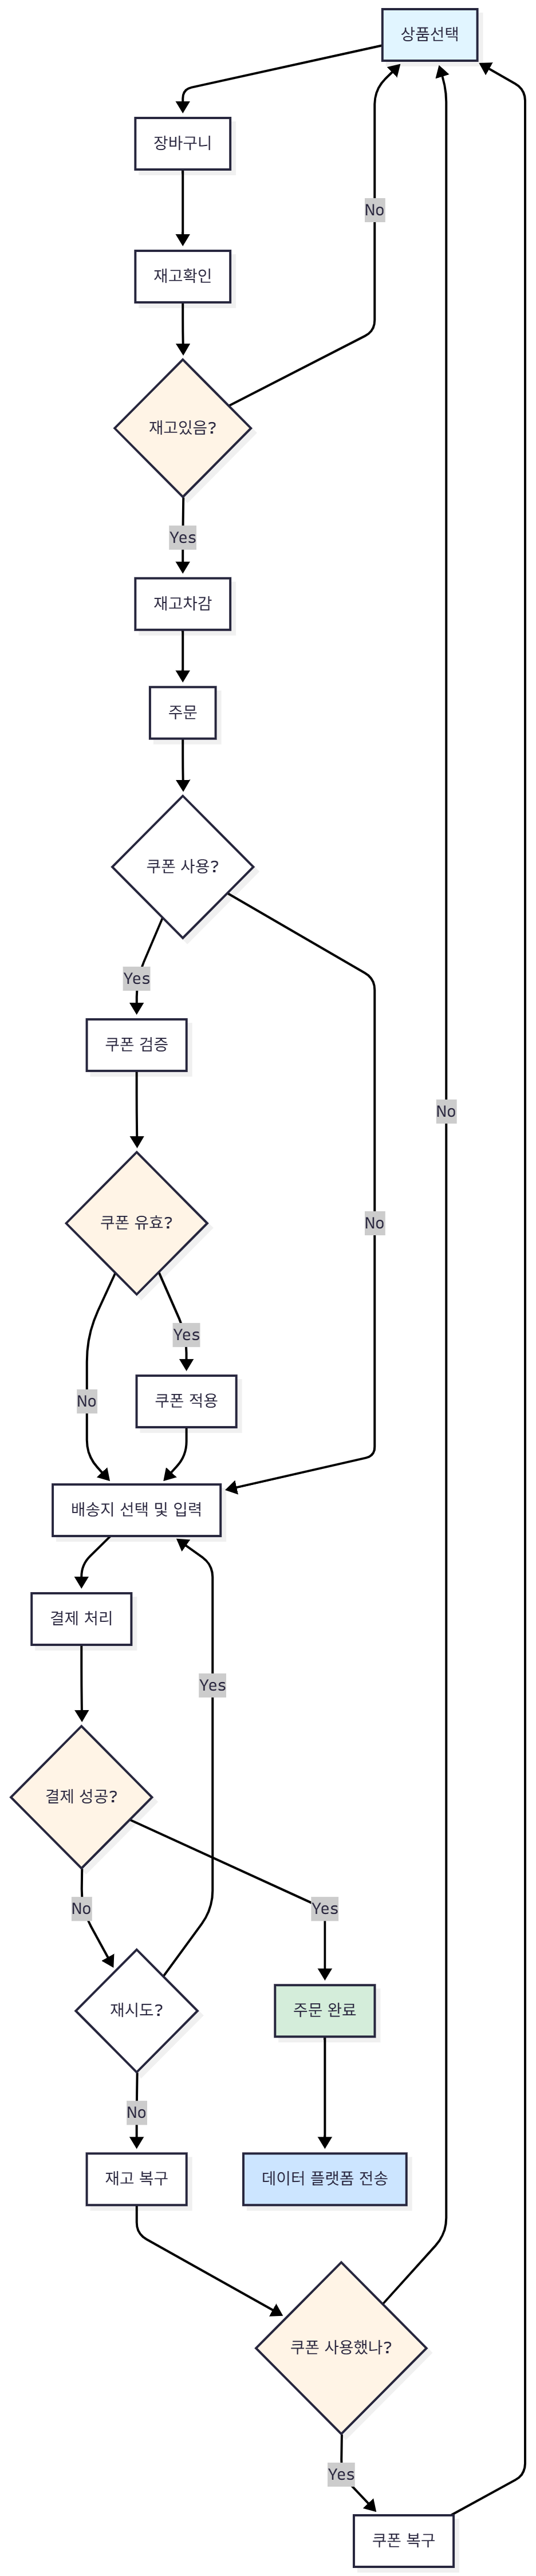 상품선택
장바구니
No
재고확인
재고있음?
Yes
재고차감
주문
쿠폰 사용?
Yes
쿠폰 검증
No
쿠폰 유효?
No
Yes
No
쿠폰 적용
배송지 선택 및 입력
결제 처리
Yes
결제 성공?
No
Yes
재시도?
주문 완료
No
재고 복구
데이터 플랫폼 전송
쿠폰 사용했나?
Yes
쿠폰 복구